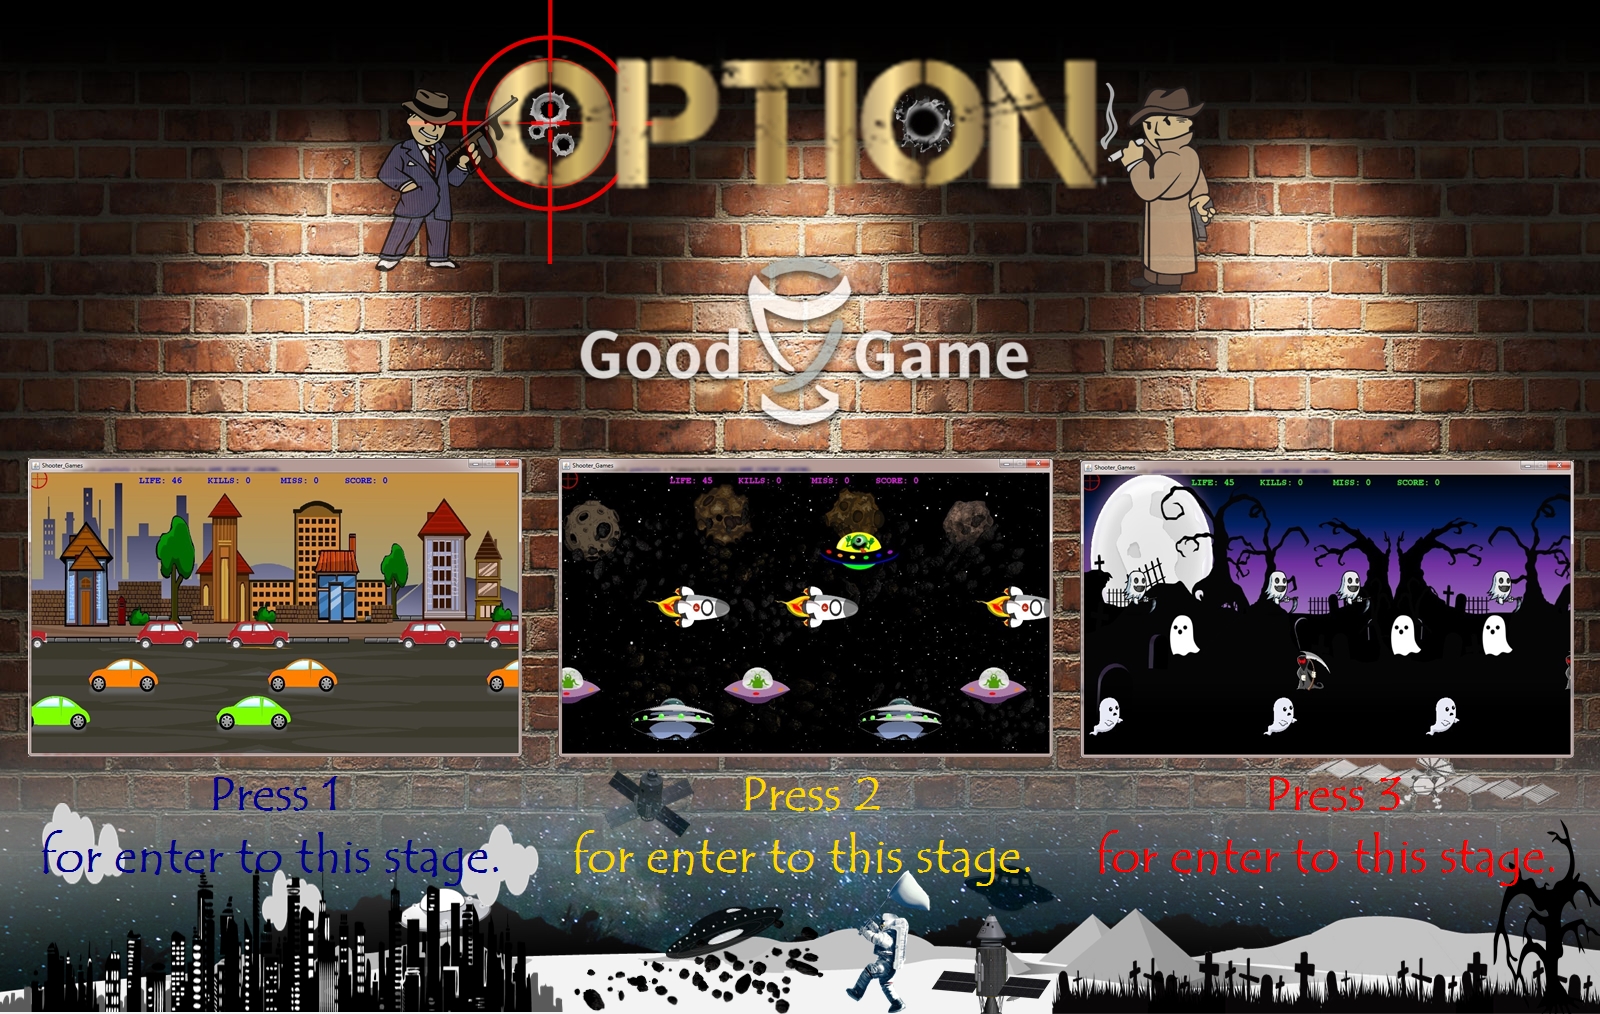 OPTION
Good Game
Shooter_Games
LIFE: 46 KILLS: 0 MISS: 0 SCORE: 0
Shooter_Games
LIFE: 45 KILLS: 0 MISS: 0 SCORE: 0
Shooter_Games
LIFE: 45 KILLS: 0 MISS: 0 SCORE: 0
Press 1
for enter to this stage.
Press 2
for enter to this stage.
Press 3
for enter to this stage.